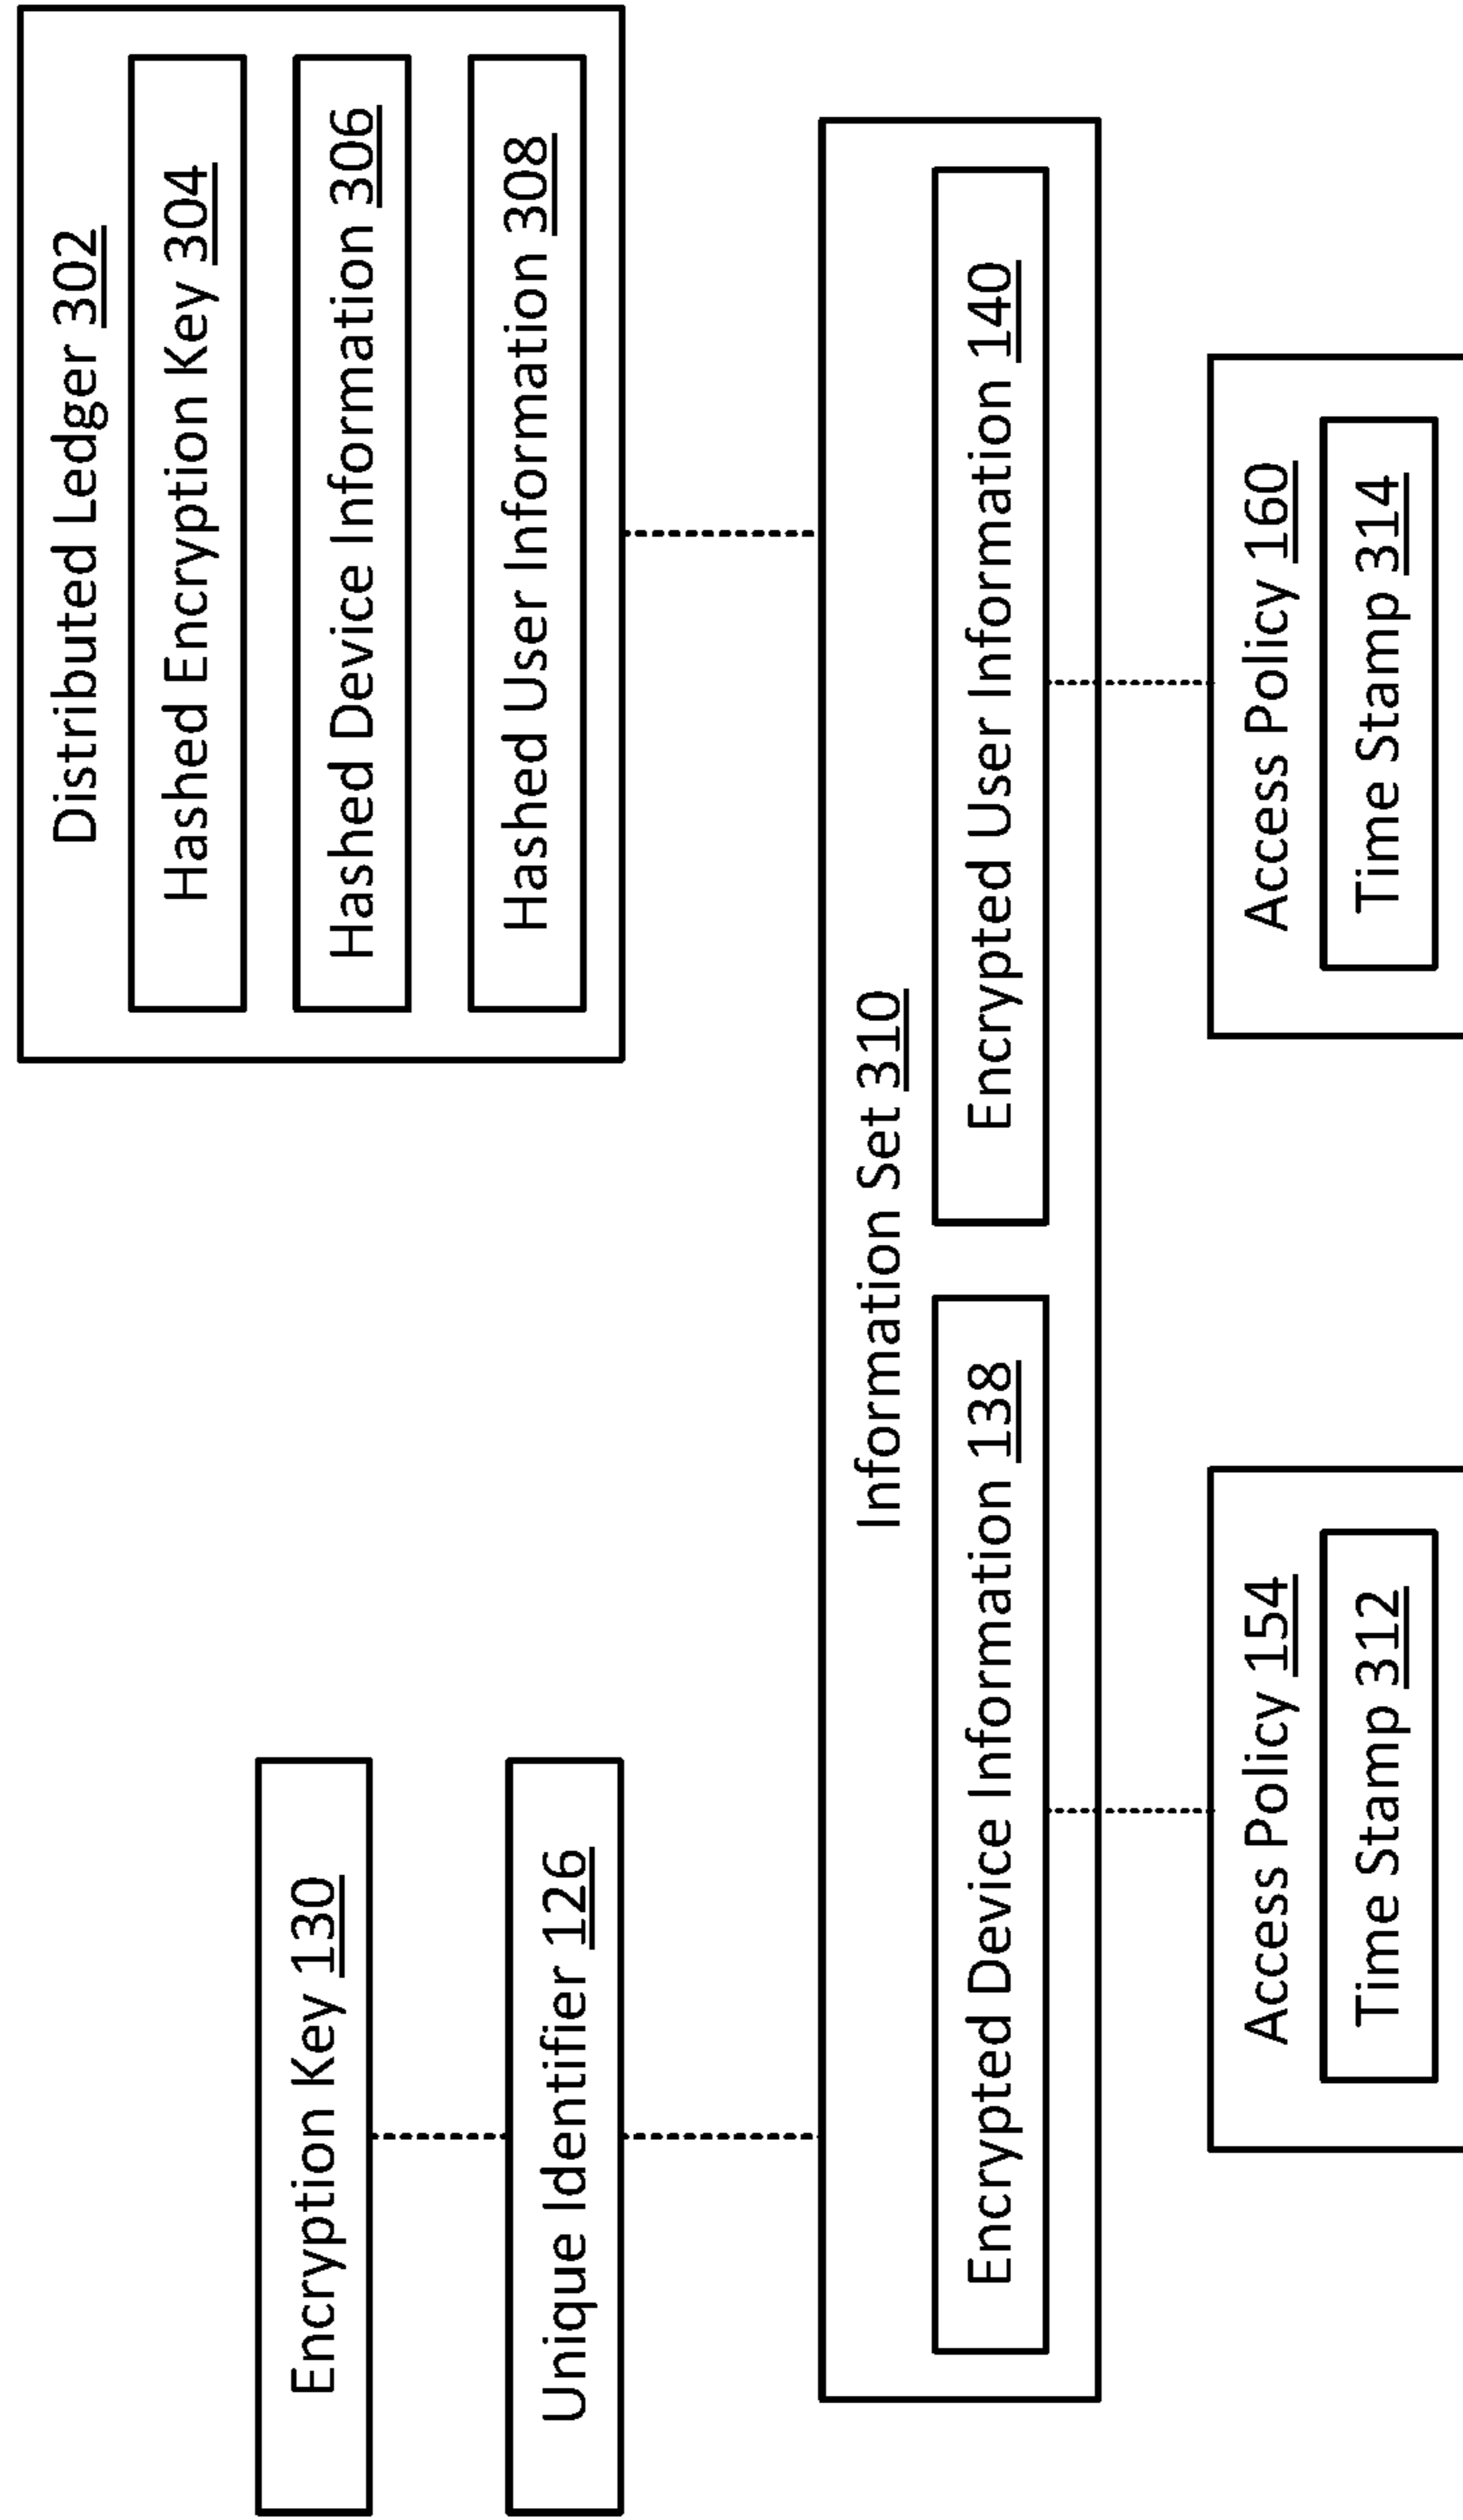 Encryption Key 130
Unique Identifier 126
Distributed Ledger 302
Hashed Encryption Key 304
Hashed Device Information 306
Hashed User Information 308
Information Set 310
Encrypted Device Information 138
Encrypted User Information 140
Access Policy 154
Time Stamp 312
Access Policy 160
Time Stamp 314